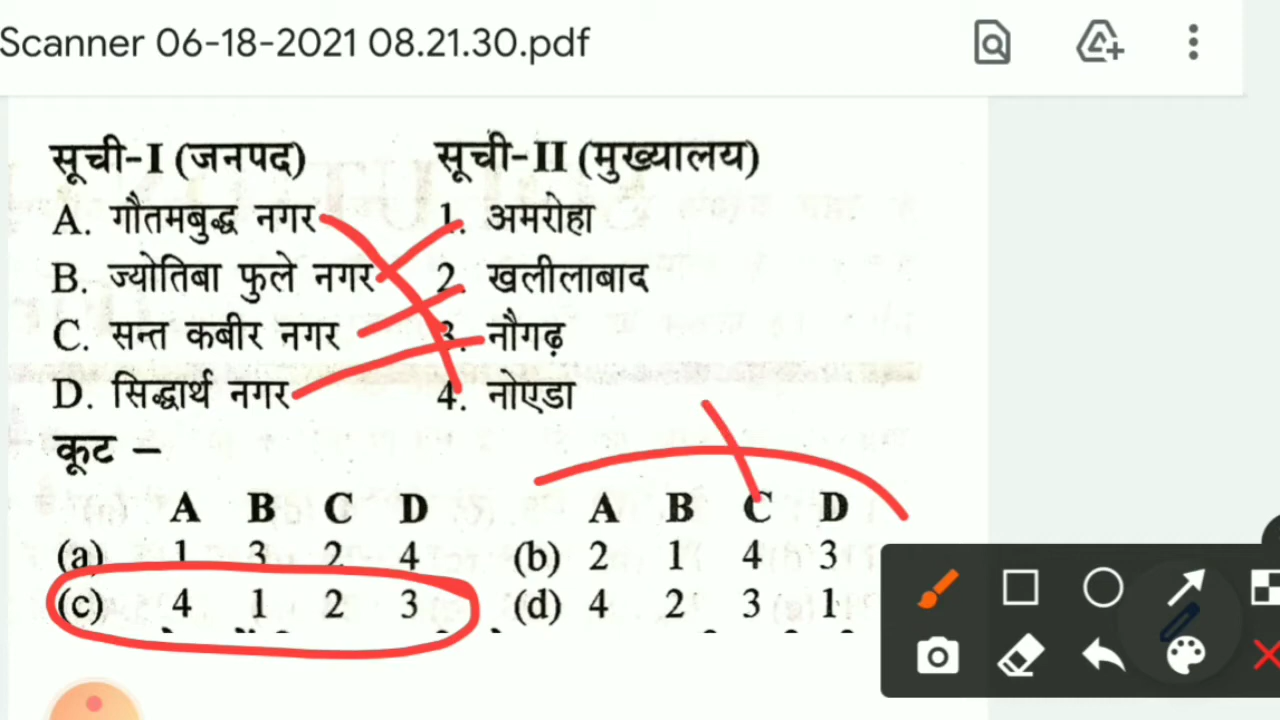 Scanner 06-18-2021 08.21.30.pdf
सूची-I (जनपद) सूची-II (मुख्यालय)
A. गौतमबुद्ध नगर 1. अमरोहा
B. ज्योतिबा फुले नगर 2. खलीलाबाद
C. सन्त कबीर नगर 3. नौगढ़
D. सिद्धार्थ नगर 4. नोएडा
कूट –
A B C D A B C D
(a) 1 3 2 4 (b) 2 1 4 3
(c) 4 1 2 3 (d) 4 2 3 1